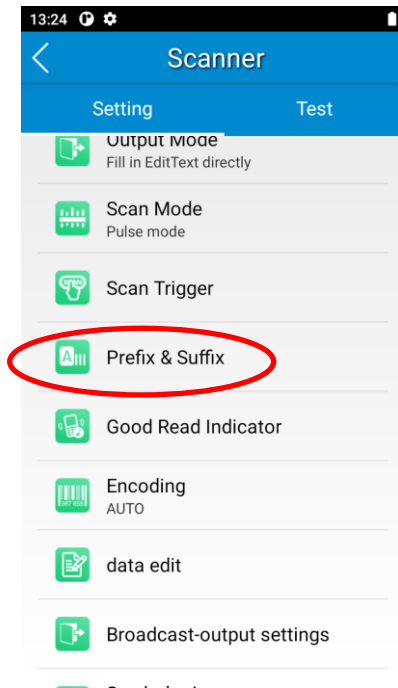 13:24
Scanner
Setting
Test
Output Mode
Fill in EditText directly
Scan Mode
Pulse mode
Scan Trigger
Prefix & Suffix
Good Read Indicator
Encoding
AUTO
data edit
Broadcast-output settings